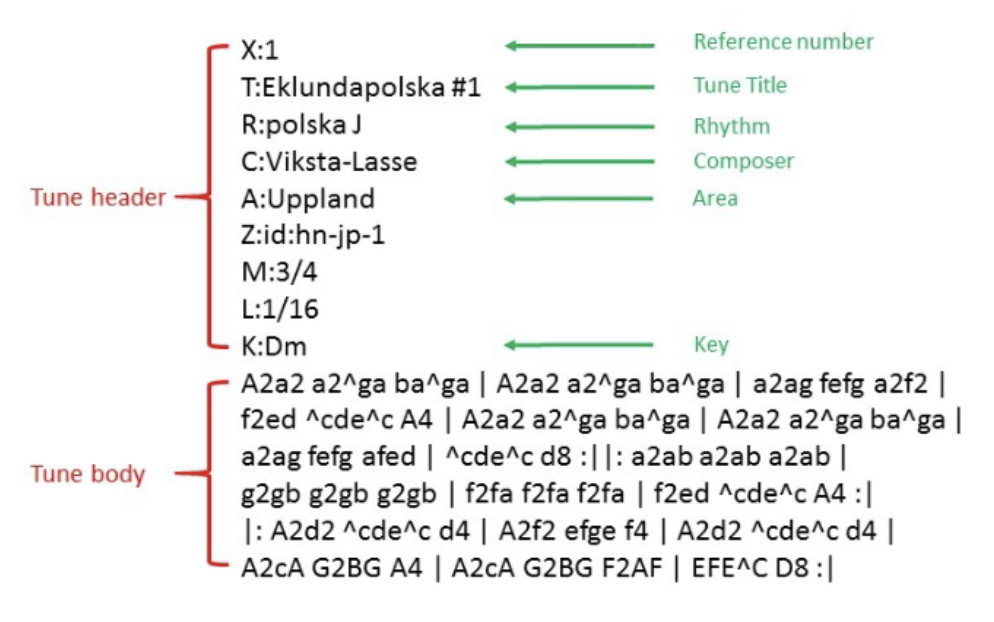 X:1
Reference number
T:Eklundapolska #1
Tune Title
R:polska J
Rhythm
C:Viksta-Lasse
Composer
Tune header
A:Uppland
Area
Z:id:hn-jp-1
M:3/4
L:1/16
K:Dm
Key
A2a2 a2^ga ba^ga | A2a2 a2^ga ba^ga | a2ag fefg a2f2 |
f2ed ^cde^c A4 | A2a2 a2^ga ba^ga | A2a2 a2^ga ba^ga |
a2ag fefg afed | ^cde^c d8 :||: a2ab a2ab a2ab |
Tune body
g2gb g2gb g2gb | f2fa f2fa f2fa | f2ed ^cde^c A4 :|
|: A2d2 ^cde^c d4 | A2f2 efge f4 | A2d2 ^cde^c d4 |
A2cA G2BG A4 | A2cA G2BG F2AF | EFE^C D8 :|